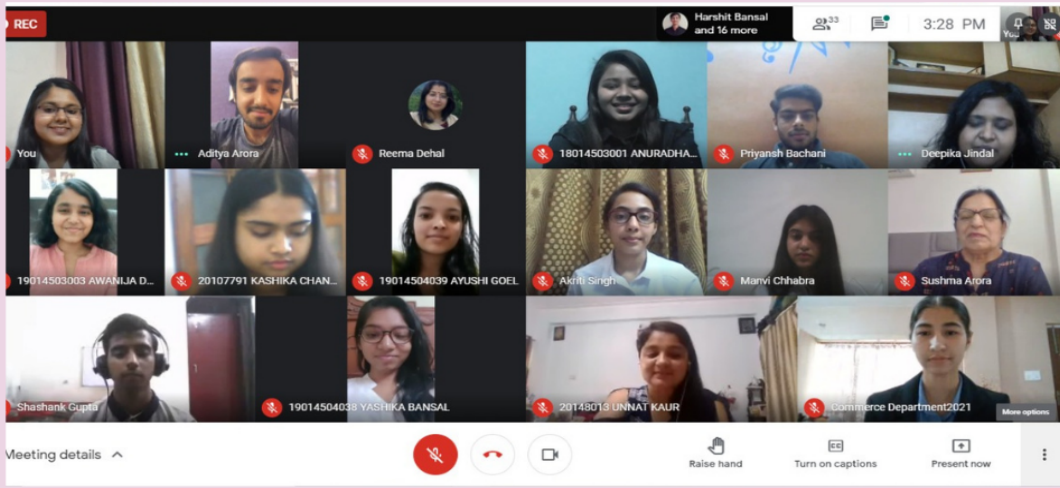 REC
Harshit Bansal
and 16 more
33
3:28 PM
You
You
Aditya Arora
Reema Dehal
18014503001 ANURADHA...
Priyansh Bachani
Deepika Jindal
19014503003 AWANIJA D...
20107791 KASHIKA CHAN...
19014504039 AYUSHI GOEL
Akriti Singh
Manvi Chhabra
Sushma Arora
Shashank Gupta
19014504038 YASHIKA BANSAL
20148013 UNNAT KAUR
Commerce Department2021
More options
Meeting details
Raise hand
CC
Turn on captions
Present now